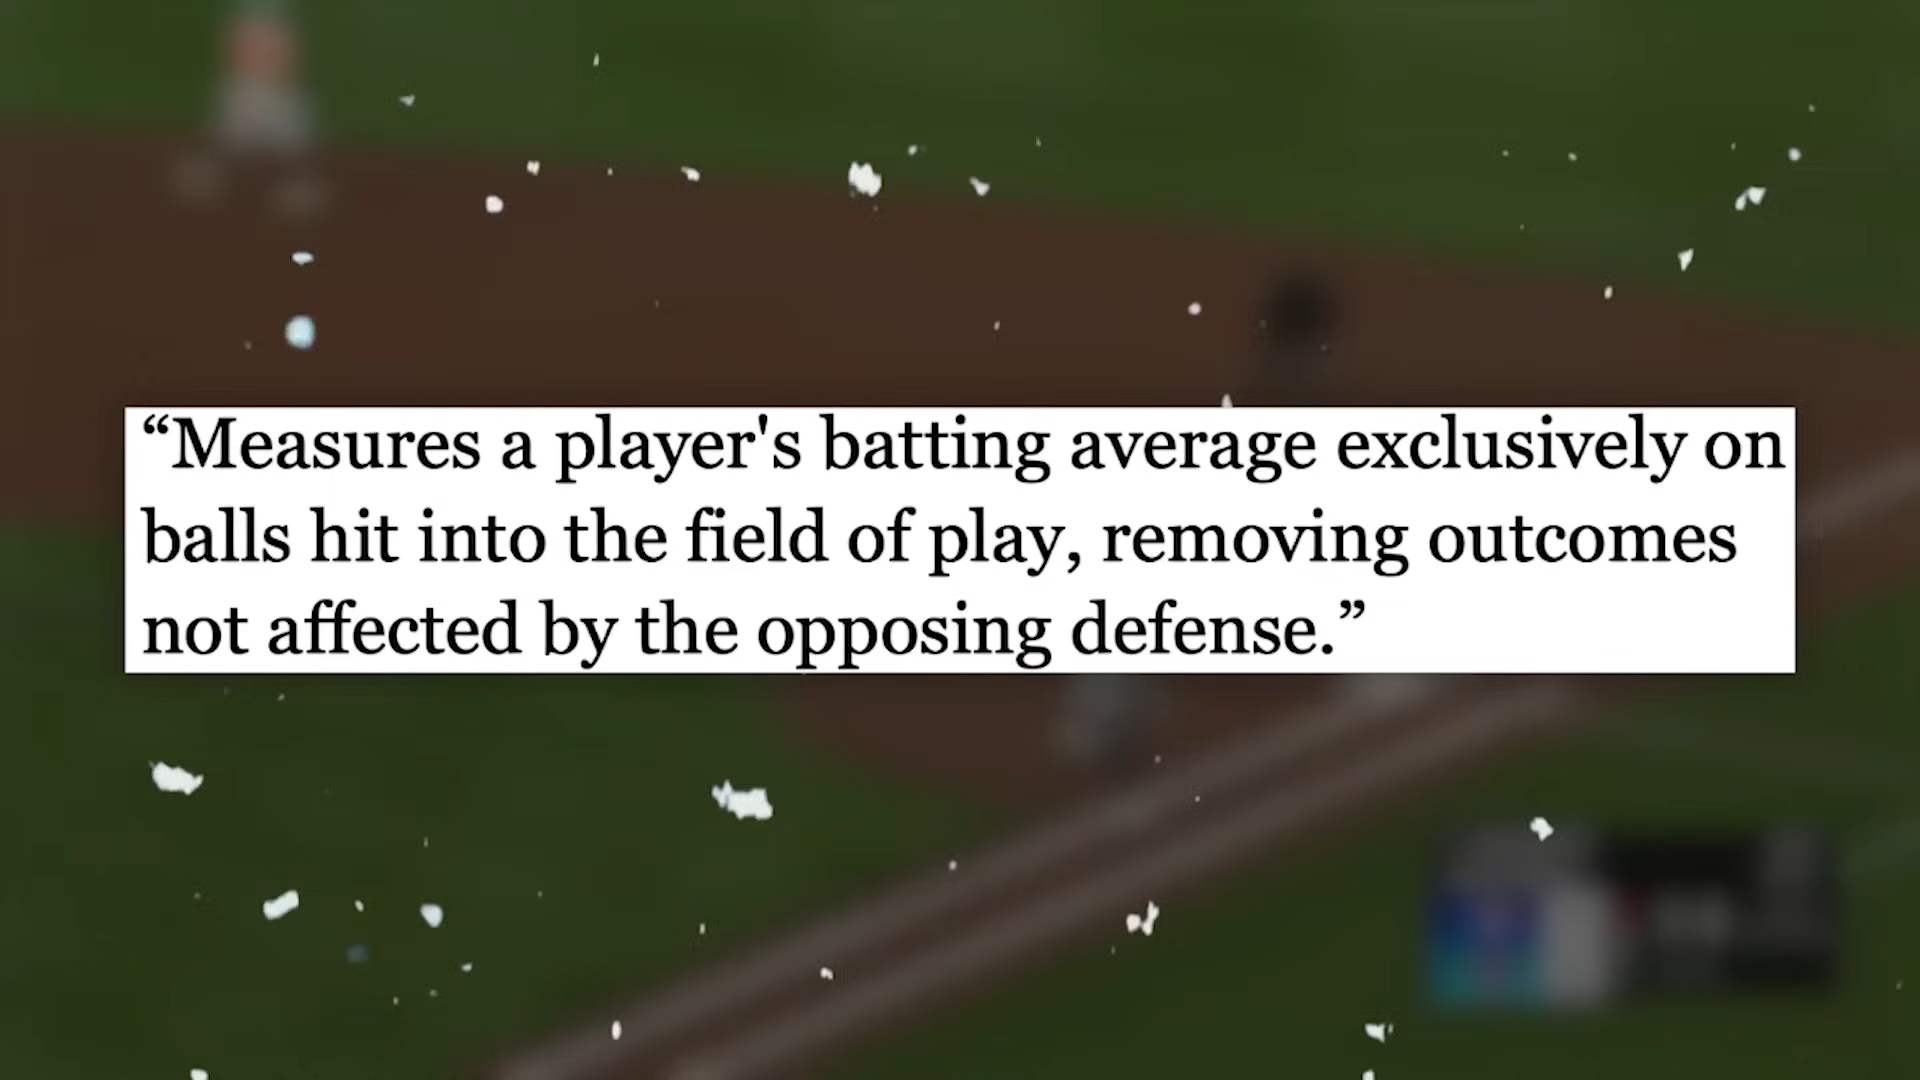 “Measures a player's batting average exclusively on
balls hit into the field of play, removing outcomes
not affected by the opposing defense.”